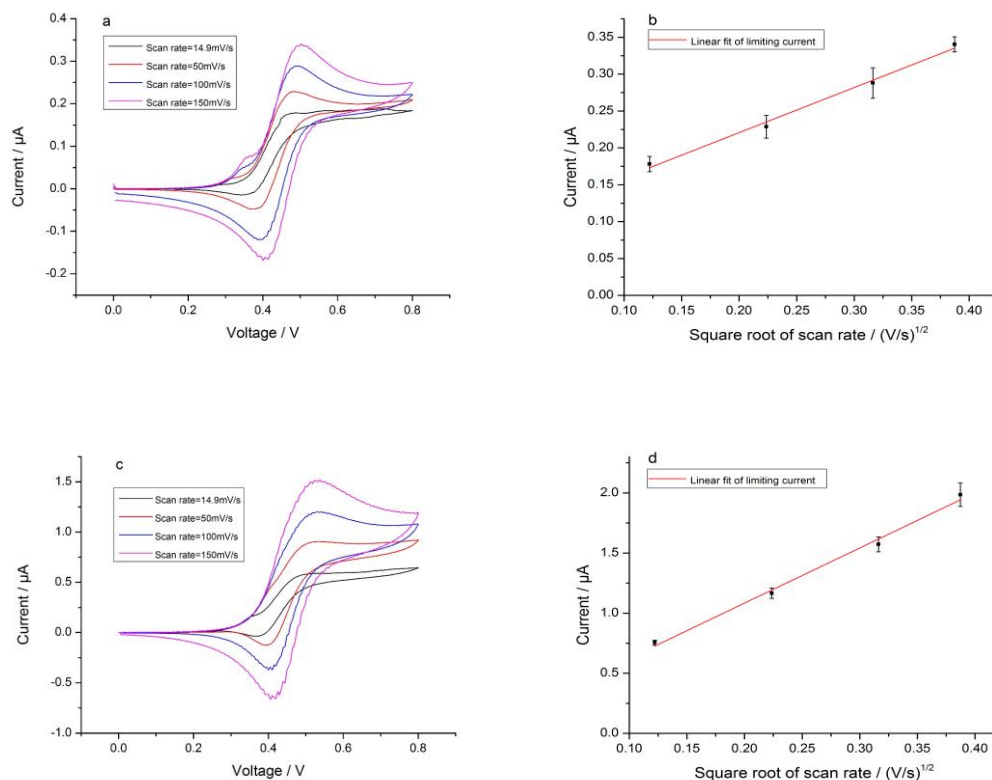 a
Scan rate=14.9mV/s
Scan rate=50mV/s
Scan rate=100mV/s
Scan rate=150mV/s
0.4
0.3
0.2
0.1
0.0
-0.1
-0.2
Current / µA
0.0 0.2 0.4 0.6 0.8
Voltage / V
b
Linear fit of limiting current
0.35
0.30
0.25
0.20
0.15
0.10
0.05
0.00
Current / µA
0.10 0.15 0.20 0.25 0.30 0.35 0.40
Square root of scan rate / (V/s)^1/2
c
Scan rate=14.9mV/s
Scan rate=50mV/s
Scan rate=100mV/s
Scan rate=150mV/s
1.5
1.0
0.5
0.0
-0.5
-1.0
Current / µA
0.0 0.2 0.4 0.6 0.8
Voltage / V
d
Linear fit of limiting current
2.0
1.5
1.0
0.5
0.0
Current / µA
0.10 0.15 0.20 0.25 0.30 0.35 0.40
Square root of scan rate / (V/s)^1/2